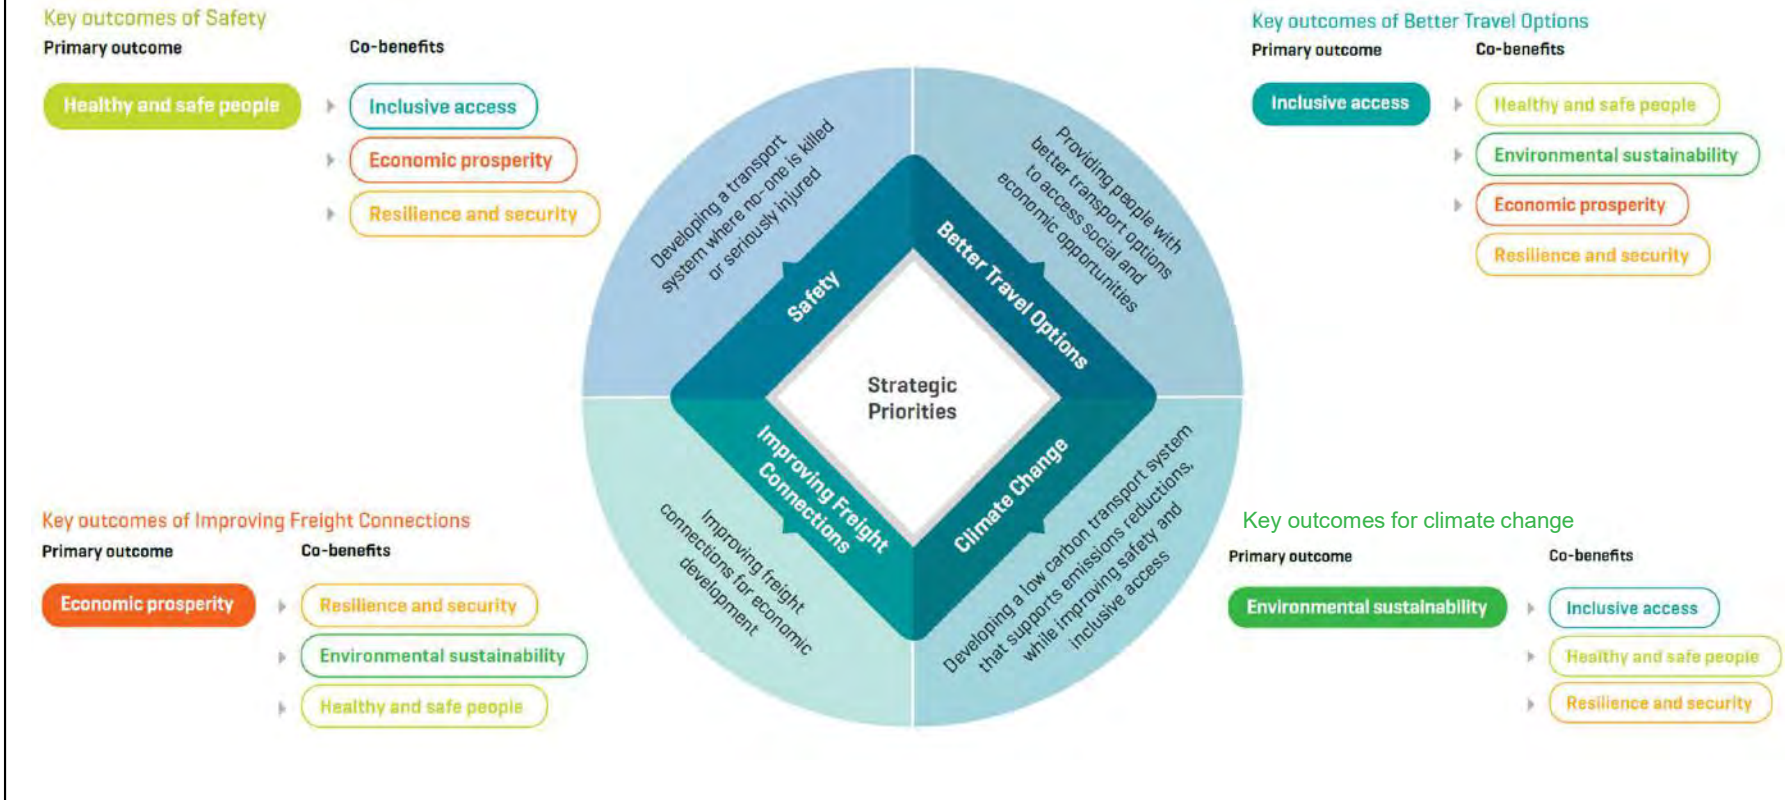 Key outcomes of Safety
Primary outcome
Co-benefits
Healthy and safe people
Inclusive access
Economic prosperity
Resilience and security
Key outcomes of Better Travel Options
Primary outcome
Co-benefits
Inclusive access
Healthy and safe people
Environmental sustainability
Economic prosperity
Resilience and security
Developing a transport
system where no-one is killed
or seriously injured
Safety
Providing people with
better transport options
to access social and
economic opportunities
Better Travel Options
Strategic
Priorities
Improving Freight
Connections
Improving freight
connections for economic
development
Climate Change
Developing a low carbon transport system
that supports emissions reductions,
while improving safety and
inclusive access
Key outcomes of Improving Freight Connections
Primary outcome
Co-benefits
Economic prosperity
Resilience and security
Environmental sustainability
Healthy and safe people
Key outcomes for climate change
Primary outcome
Co-benefits
Environmental sustainability
Inclusive access
Healthy and safe people
Resilience and security